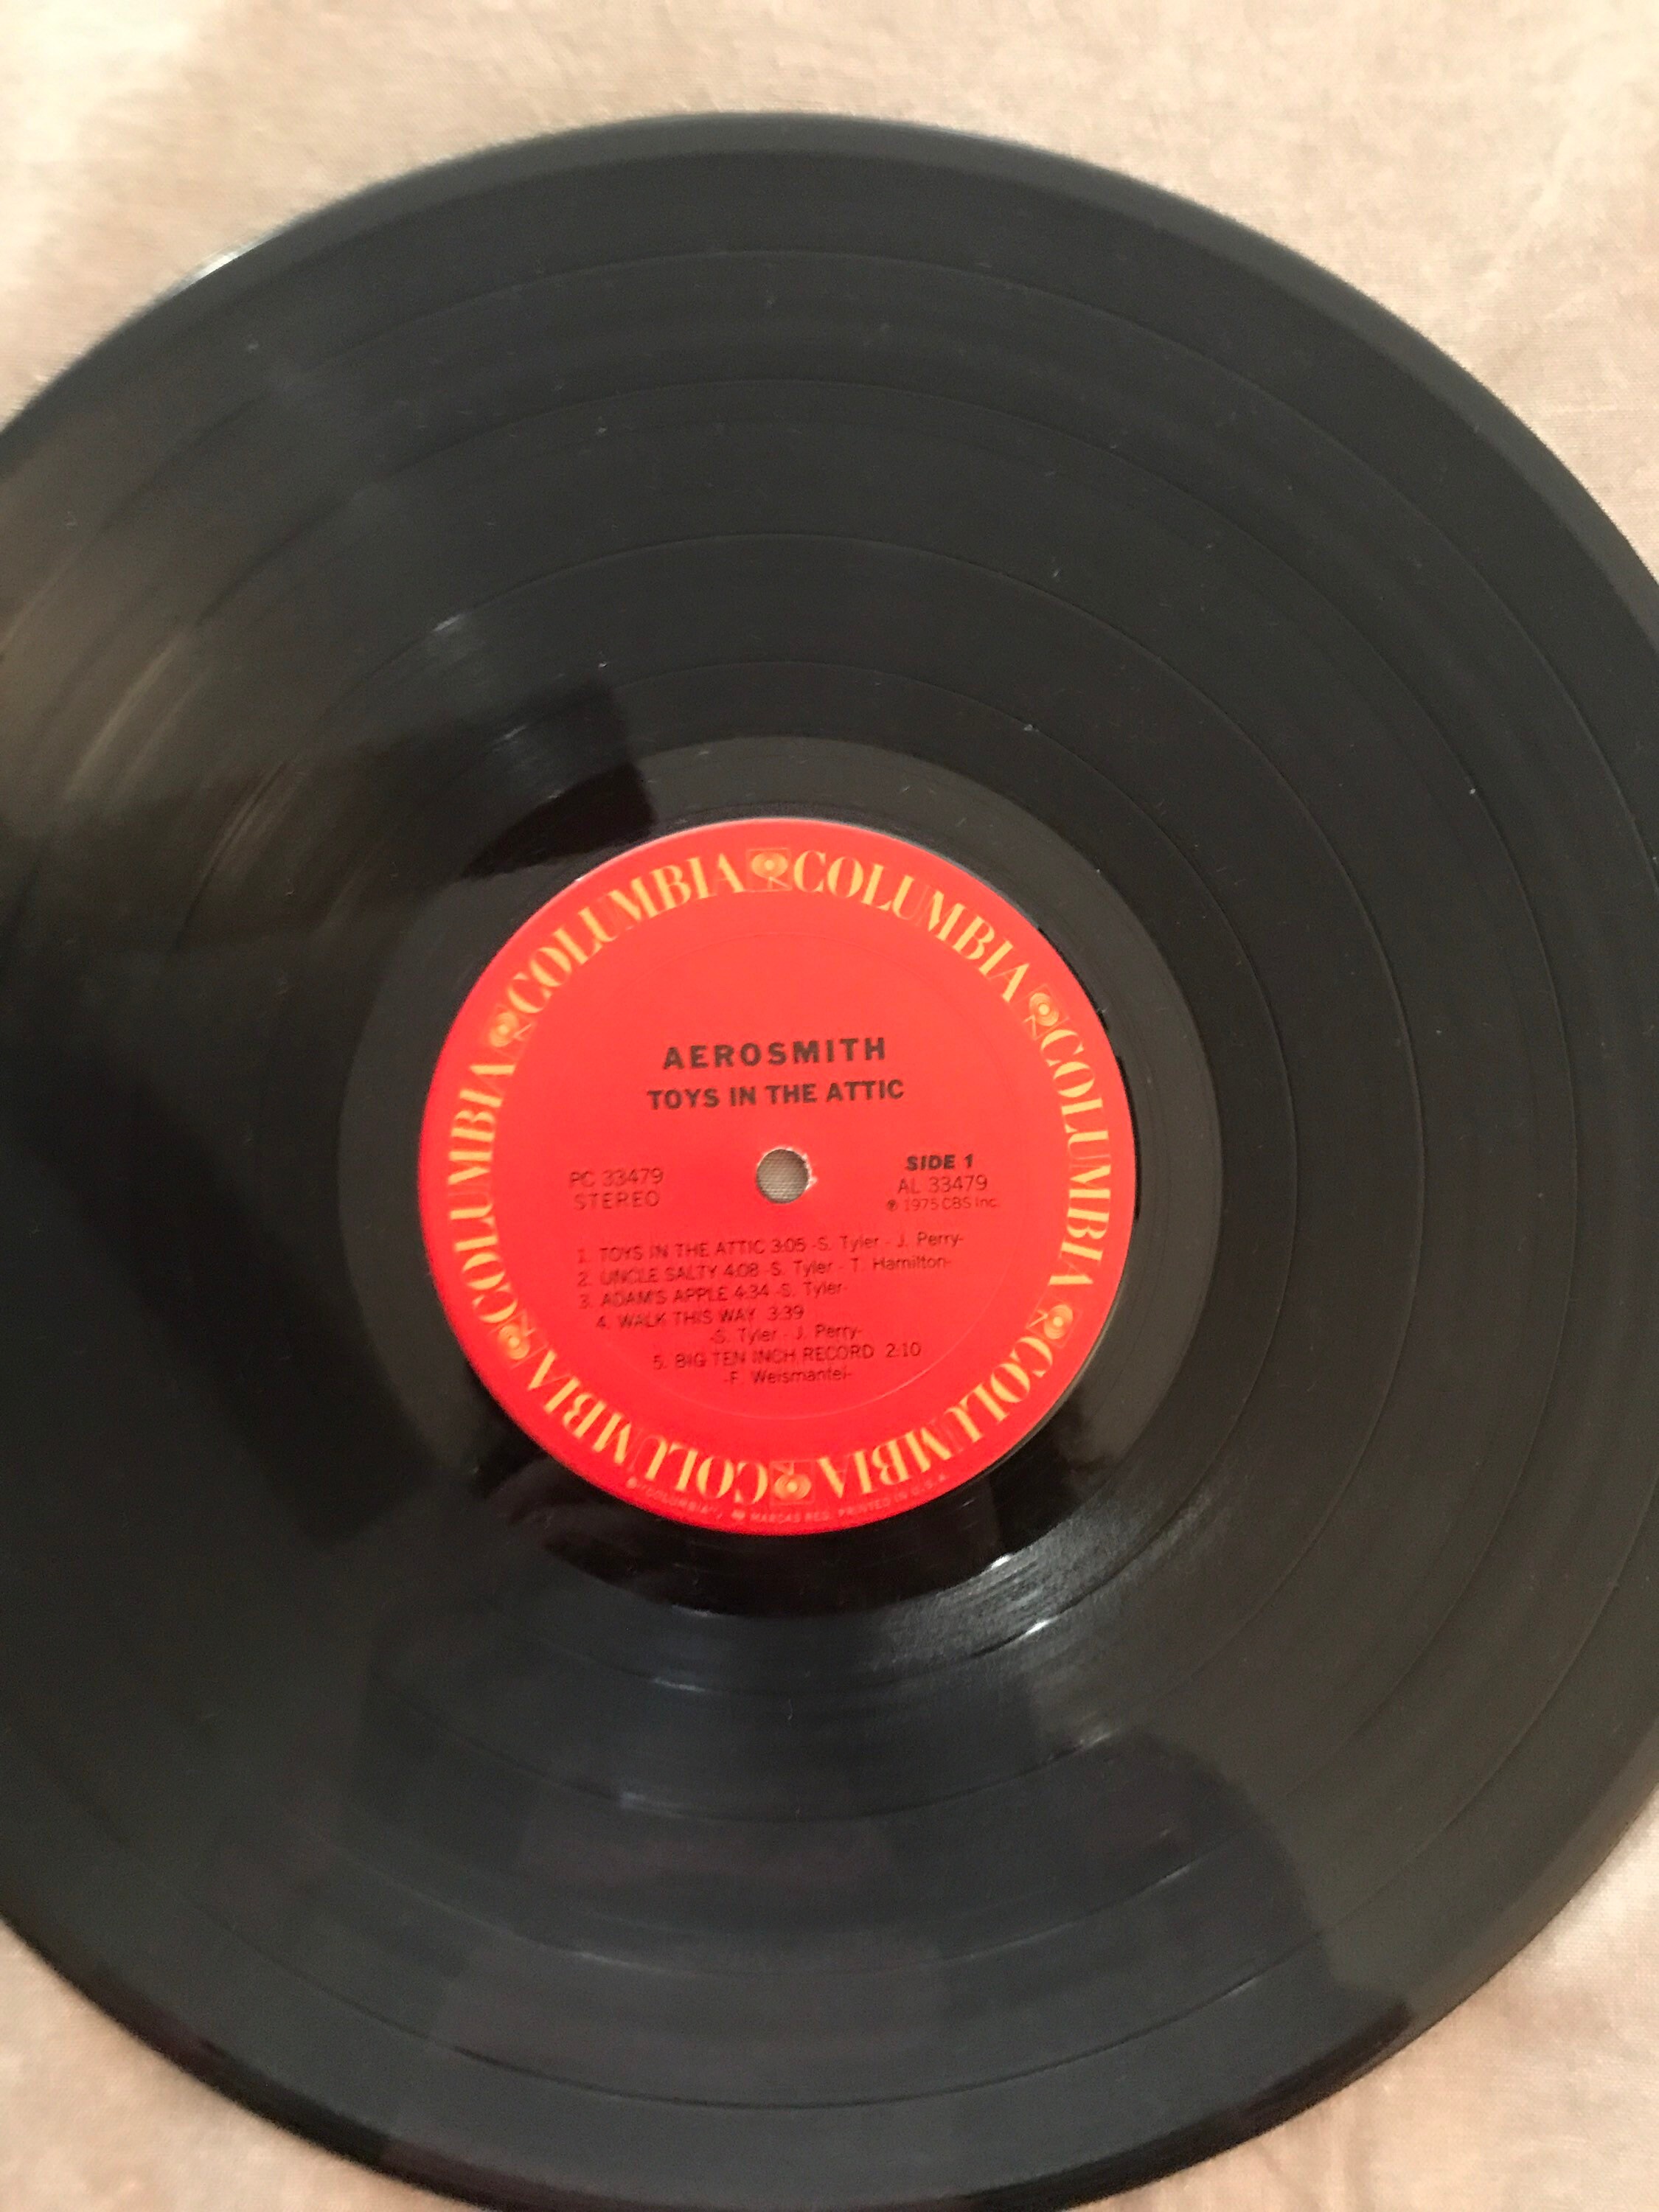 COLUMBIA COLUMBIA COLUMBIA COLUMBIA COLUMBIA COLUMBIA
AEROSMITH
TOYS IN THE ATTIC
PC 33479
STEREO
SIDE 1
AL 33479
℗ 1975 CBS Inc.
1. TOYS IN THE ATTIC 3:05 -S. Tyler - J. Perry-
2. UNCLE SALTY 4:08 -S. Tyler - T. Hamilton-
3. ADAM'S APPLE 4:34 -S. Tyler-
4. WALK THIS WAY 3:39
-S. Tyler - J. Perry-
5. BIG TEN INCH RECORD 2:10
-F. Weismantel-
"COLUMBIA", MARCAS REG. PRINTED IN U.S.A.